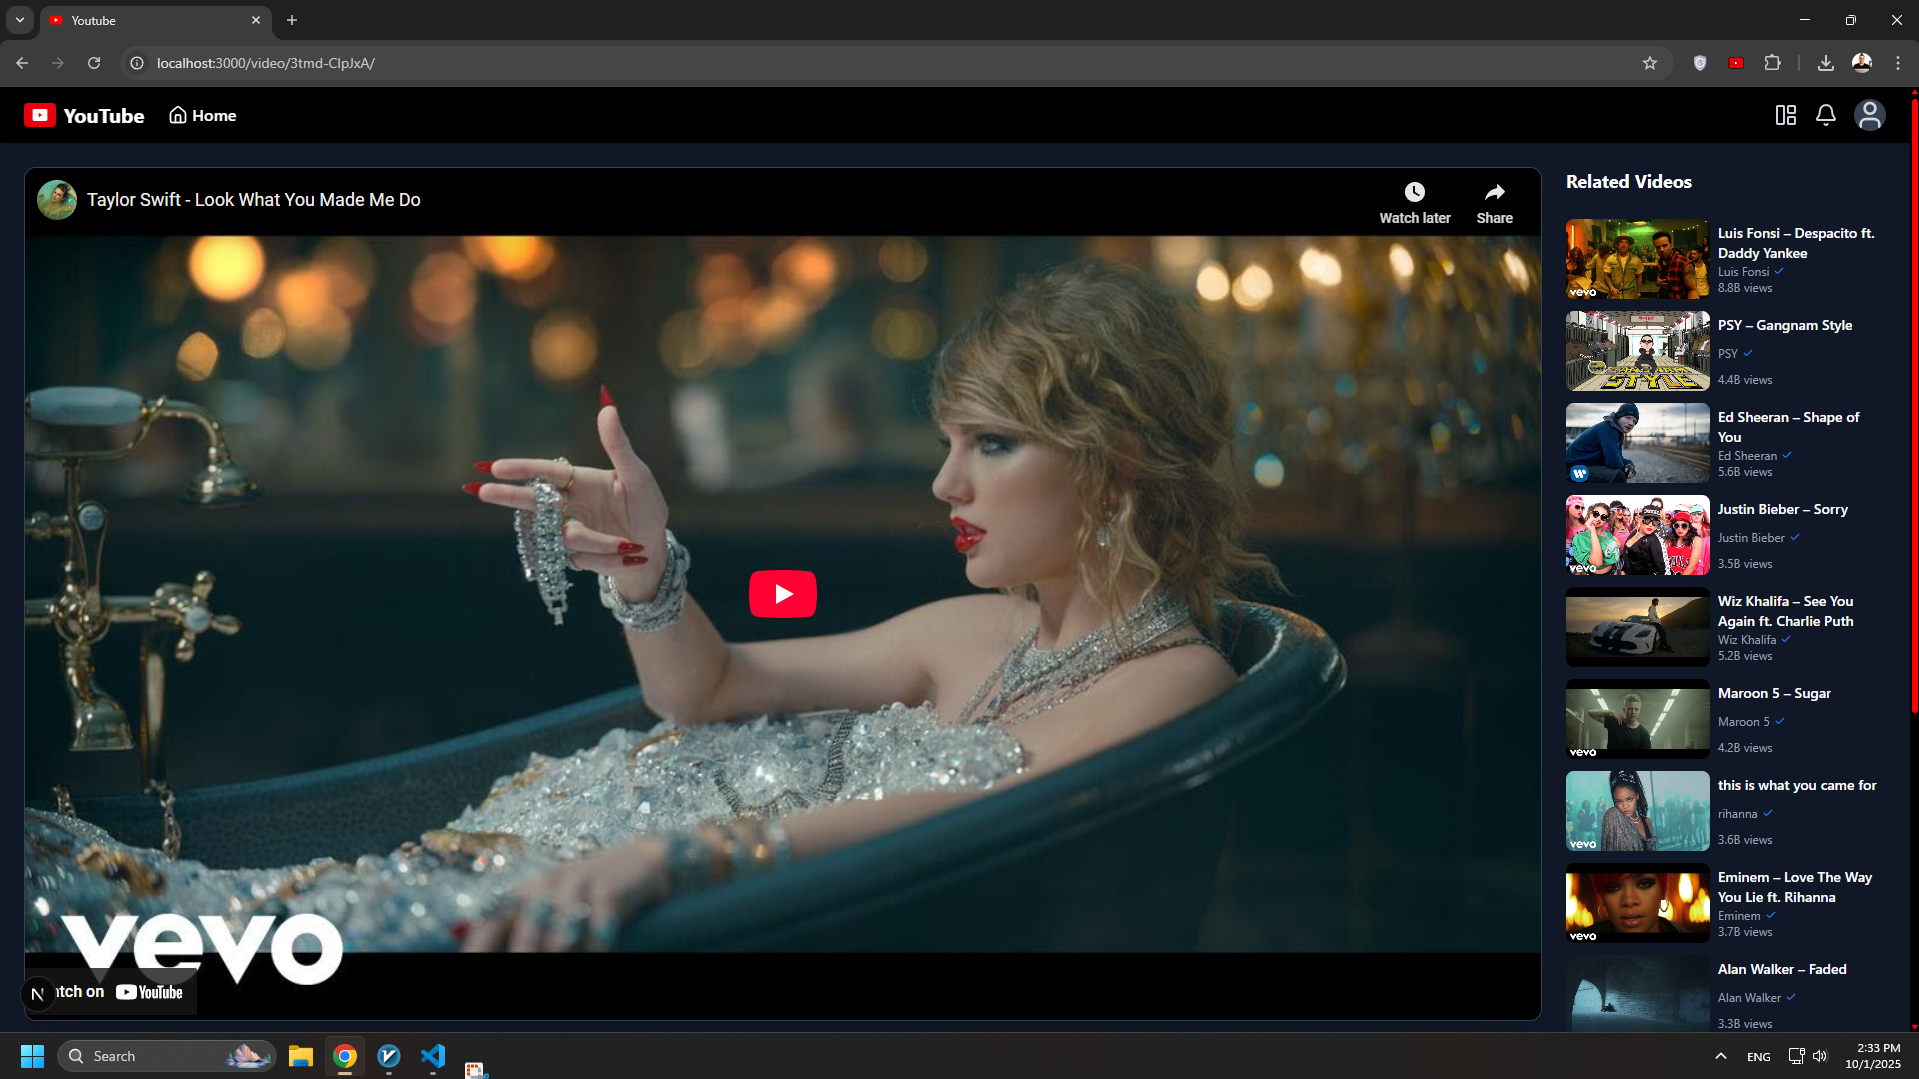 Youtube
localhost:3000/video/3tmd-ClpJxA/
YouTube
Home
Taylor Swift - Look What You Made Me Do
Watch later
Share
vevo
N
tch on YouTube
Related Videos
Luis Fonsi – Despacito ft.
Daddy Yankee
Luis Fonsi
8.8B views
vevo
PSY – Gangnam Style
PSY
4.4B views
STYLE
Ed Sheeran – Shape of
You
Ed Sheeran
5.6B views
Justin Bieber – Sorry
Justin Bieber
3.5B views
vevo
Wiz Khalifa – See You
Again ft. Charlie Puth
Wiz Khalifa
5.2B views
Maroon 5 – Sugar
Maroon 5
4.2B views
vevo
this is what you came for
rihanna
3.6B views
vevo
Eminem – Love The Way
You Lie ft. Rihanna
Eminem
3.7B views
vevo
Alan Walker – Faded
Alan Walker
3.3B views
Search
ENG
2:33 PM
10/1/2025